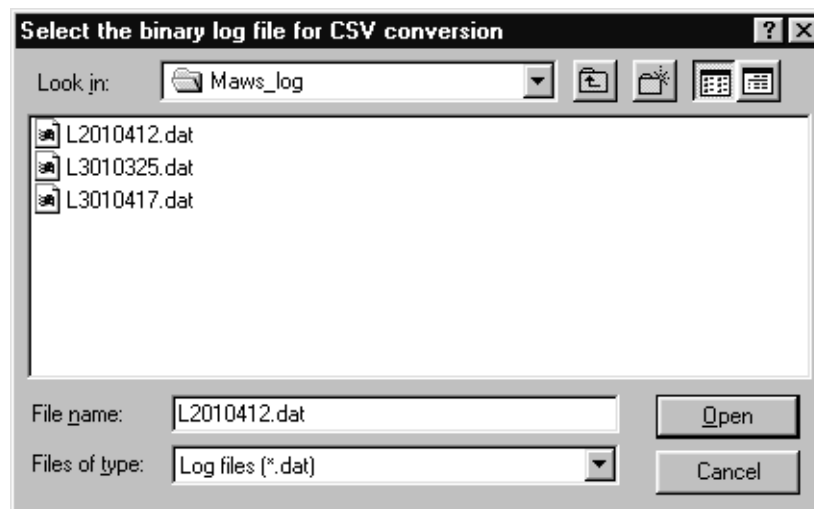 Select the binary log file for CSV conversion
Look in: Maws_log
L2010412.dat
L3010325.dat
L3010417.dat
File name: L2010412.dat Open
Files of type: Log files (*.dat) Cancel